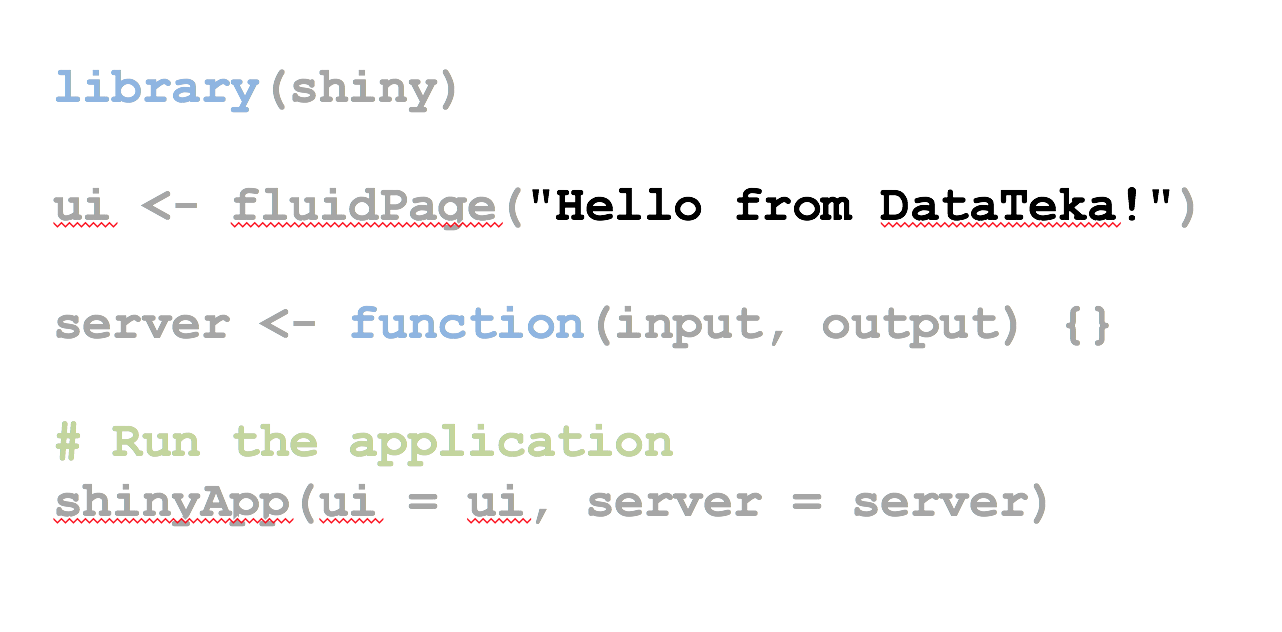 library(shiny)
ui <- fluidPage("Hello from DataTeka!")
server <- function(input, output) {}
# Run the application
shinyApp(ui = ui, server = server)